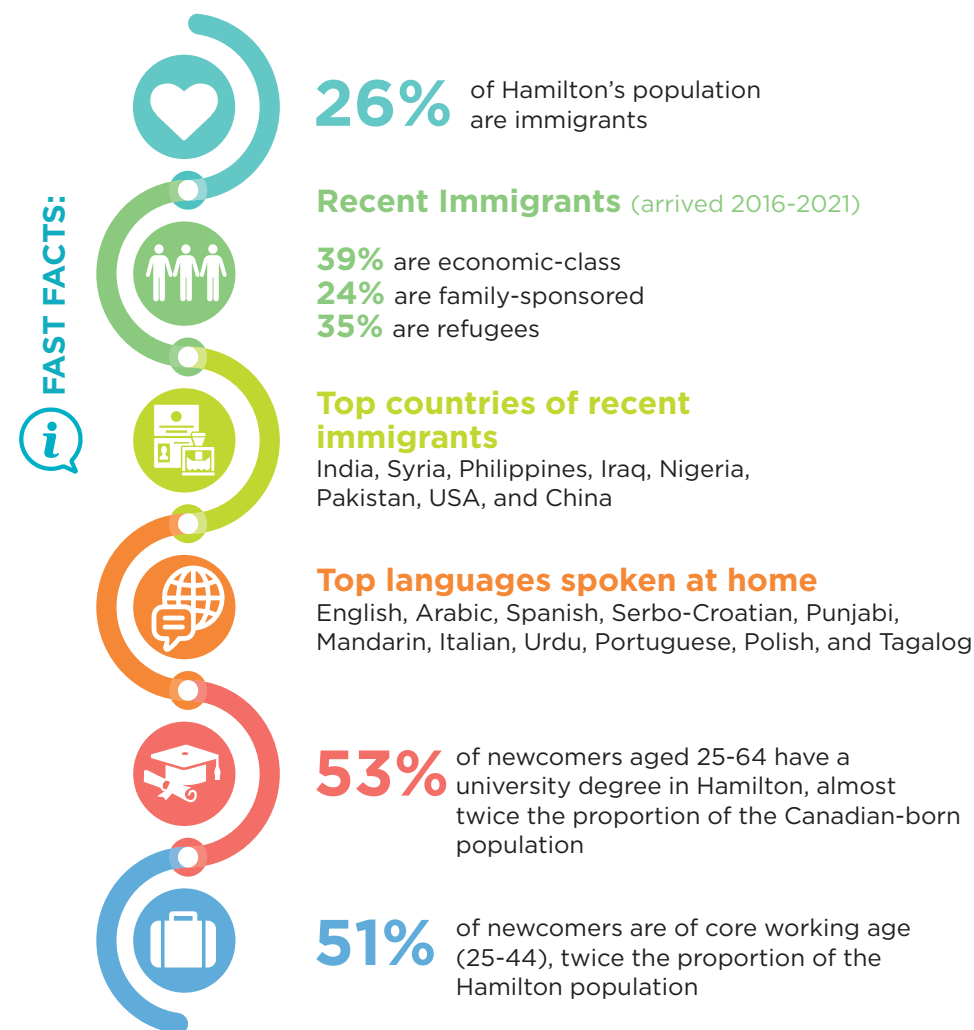 FAST FACTS:
i
26% of Hamilton's population
are immigrants
Recent Immigrants (arrived 2016-2021)
39% are economic-class
24% are family-sponsored
35% are refugees
Top countries of recent
immigrants
India, Syria, Philippines, Iraq, Nigeria,
Pakistan, USA, and China
Top languages spoken at home
English, Arabic, Spanish, Serbo-Croatian, Punjabi,
Mandarin, Italian, Urdu, Portuguese, Polish, and Tagalog
53% of newcomers aged 25-64 have a
university degree in Hamilton, almost
twice the proportion of the Canadian-born
population
51% of newcomers are of core working age
(25-44), twice the proportion of the
Hamilton population